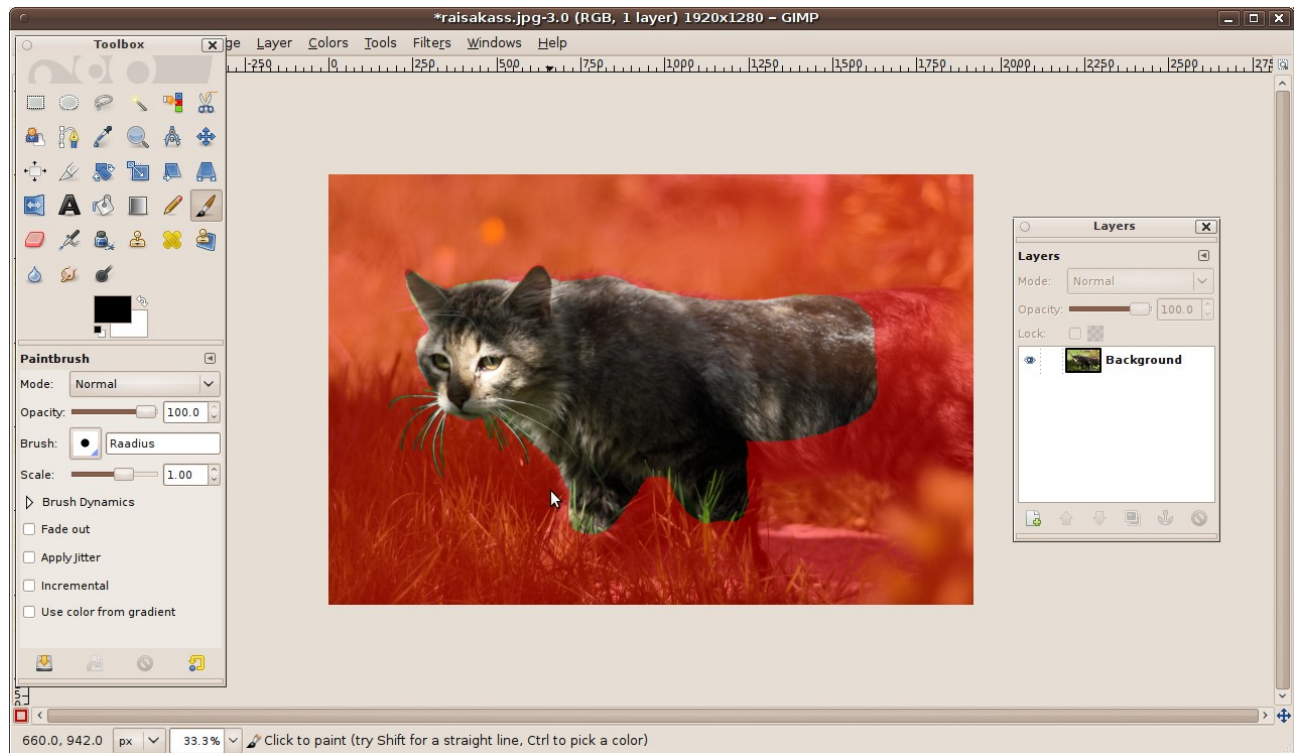 *raisakass.jpg-3.0 (RGB, 1 layer) 1920x1280 – GIMP
Toolbox
ge Layer Colors Tools Filters Windows Help
-250 0 250 500 750 1000 1250 1500 1750 2000 2250 2500 275
Paintbrush
Mode: Normal
Opacity: 100.0
Brush: Raadius
Scale: 1.00
Brush Dynamics
Fade out
Apply Jitter
Incremental
Use color from gradient
Layers
Layers
Mode: Normal
Opacity: 100.0
Lock:
Background
660.0, 942.0 px 33.3% Click to paint (try Shift for a straight line, Ctrl to pick a color)